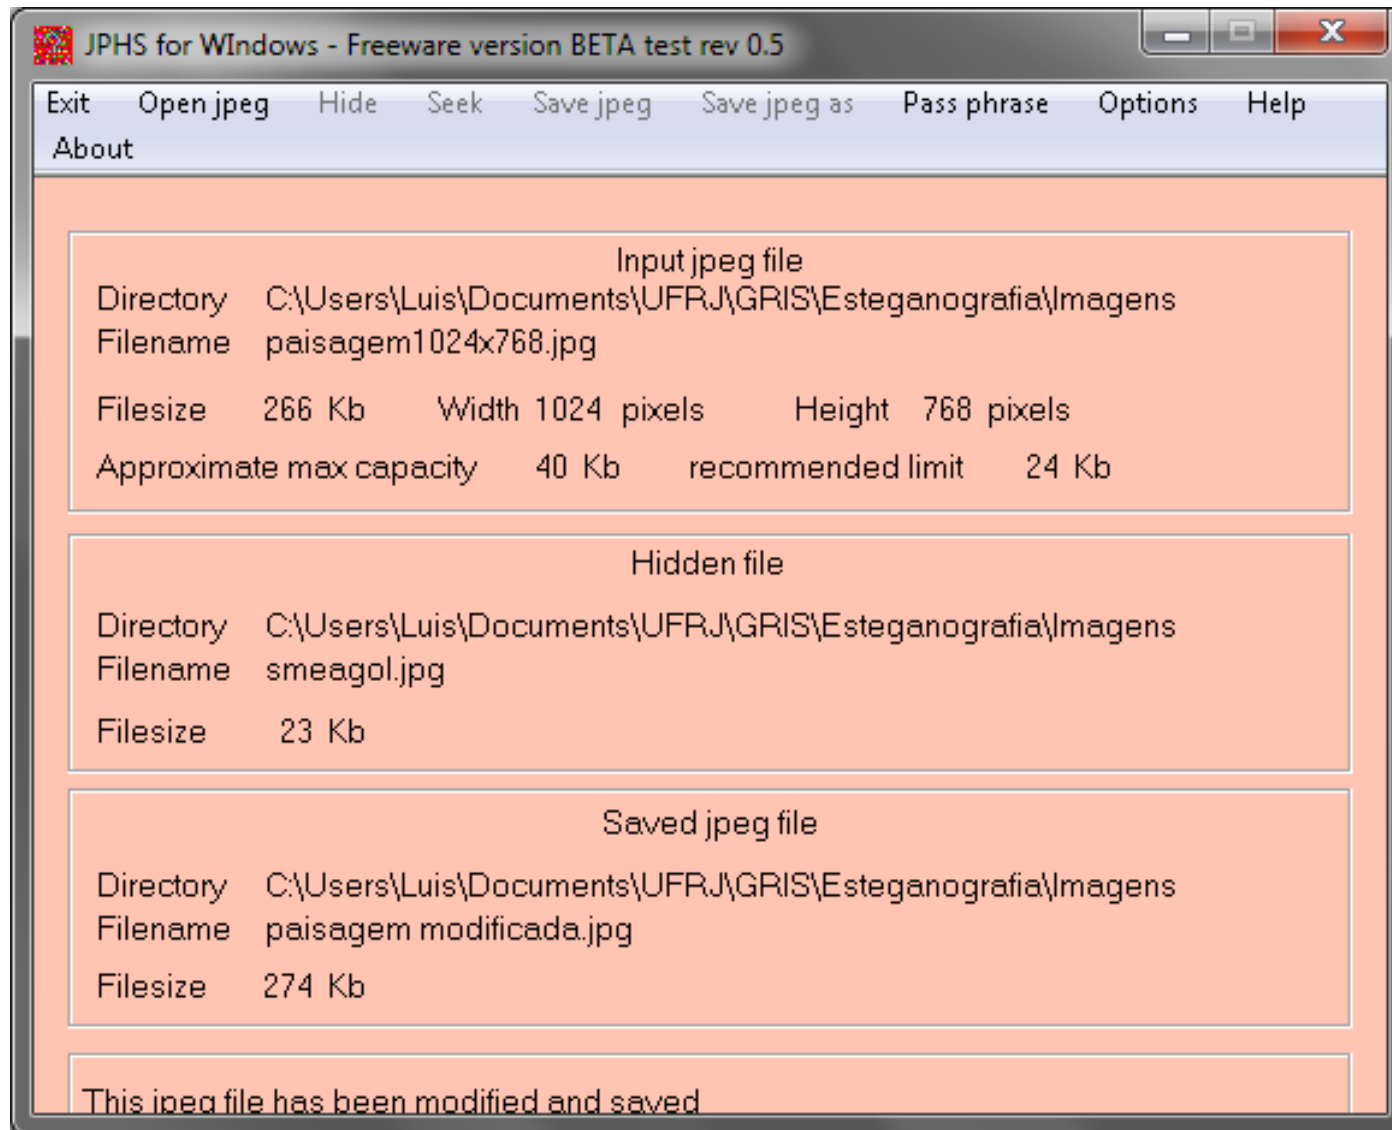 JPHS for WIndows - Freeware version BETA test rev 0.5
Exit Open jpeg Hide Seek Save jpeg Save jpeg as Pass phrase Options Help
About
Input jpeg file
Directory C:\Users\Luis\Documents\UFRJ\GRIS\Esteganografia\Imagens
Filename paisagem1024x768.jpg
Filesize 266 Kb Width 1024 pixels Height 768 pixels
Approximate max capacity 40 Kb recommended limit 24 Kb
Hidden file
Directory C:\Users\Luis\Documents\UFRJ\GRIS\Esteganografia\Imagens
Filename smeagol.jpg
Filesize 23 Kb
Saved jpeg file
Directory C:\Users\Luis\Documents\UFRJ\GRIS\Esteganografia\Imagens
Filename paisagem modificada.jpg
Filesize 274 Kb
This jpeg file has been modified and saved